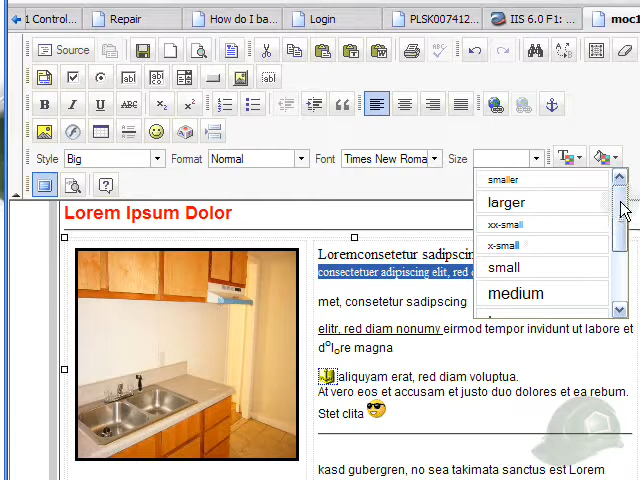 1 Control...
Repair
How do I ba...
Login
PLSK007412...
IIS 6.0 F1: ...
moc1
Source
B I U ABC x2 x2
Style Big Format Normal Font Times New Roma Size
smaller
larger
xx-small
x-small
small
medium
Lorem Ipsum Dolor
Loremconsetetur sadipscin
consectetuer adipiscing elit, red d
met, consetetur sadipscing
elitr, red diam nonumy eirmod tempor invidunt ut labore et
dolore magna
aliquyam erat, red diam voluptua.
At vero eos et accusam et justo duo dolores et ea rebum.
Stet clita
kasd gubergren, no sea takimata sanctus est Lorem